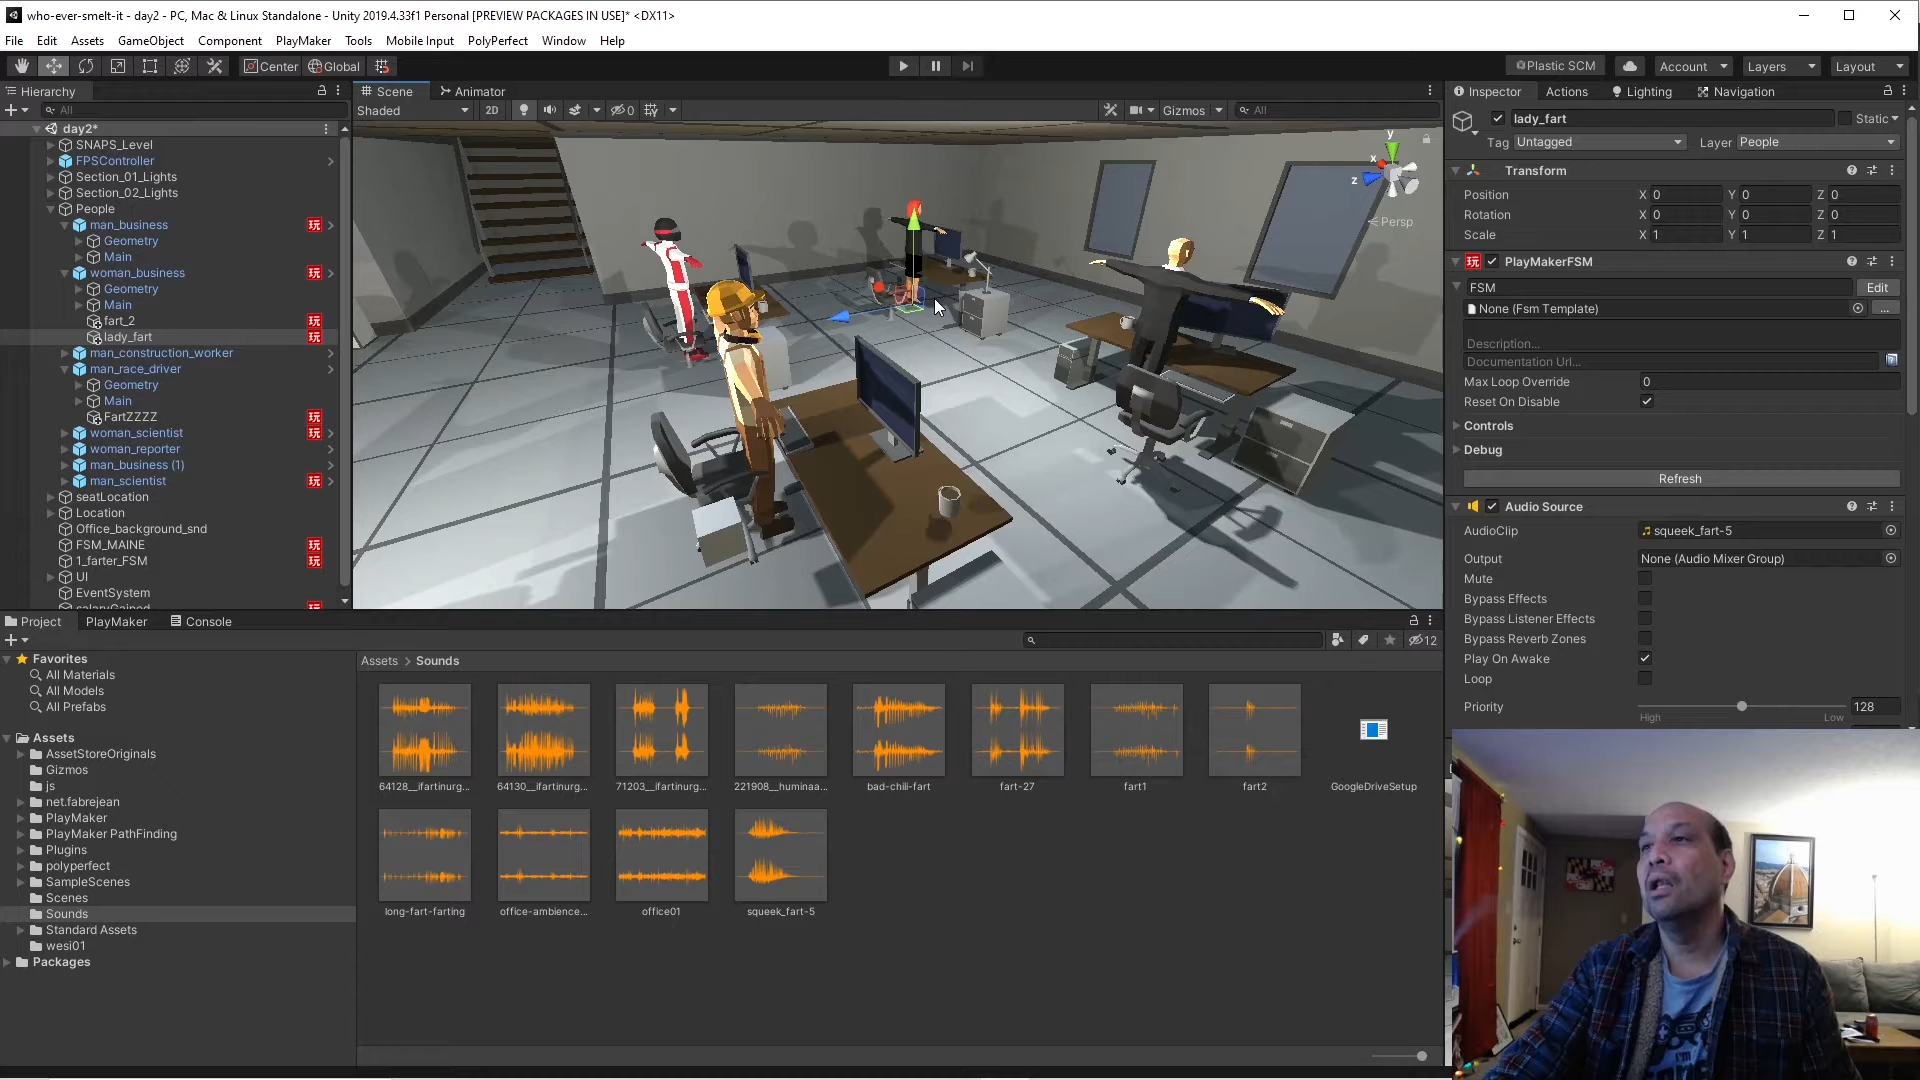 who-ever-smelt-it - day2 - PC, Mac & Linux Standalone - Unity 2019.4.33f1 Personal [PREVIEW PACKAGES IN USE]* <DX11>
File Edit Assets GameObject Component PlayMaker Tools Mobile Input PolyPerfect Window Help
Center Global Plastic SCM Account Layers Layout
Hierarchy
All
day2*
SNAPS_Level
FPSController
Section_01_Lights
Section_02_Lights
People
man_business
Geometry
Main
woman_business
Geometry
Main
fart_2
lady_fart
man_construction_worker
man_race_driver
Geometry
Main
FartZZZZ
woman_scientist
woman_reporter
man_business (1)
man_scientist
seatLocation
Location
Office_background_snd
FSM_MAINE
1_farter_FSM
UI
EventSystem
salaryGained
Scene Animator
Shaded 2D 0 Gizmos All
y
x
z
Persp
Inspector Actions Lighting Navigation
lady_fart Static
Tag Untagged Layer People
Transform
Position X 0 Y 0 Z 0
Rotation X 0 Y 0 Z 0
Scale X 1 Y 1 Z 1
玩 PlayMakerFSM
FSM Edit
None (Fsm Template) ...
Description...
Documentation Url...
Max Loop Override 0
Reset On Disable
Controls
Debug
Refresh
Audio Source
AudioClip squeek_fart-5
Output None (Audio Mixer Group)
Mute
Bypass Effects
Bypass Listener Effects
Bypass Reverb Zones
Play On Awake
Loop
Priority 128
High Low
Project PlayMaker Console
12
Favorites
All Materials
All Models
All Prefabs
Assets
AssetStoreOriginals
Gizmos
js
net.fabrejean
PlayMaker
PlayMaker PathFinding
Plugins
polyperfect
SampleScenes
Scenes
Sounds
Standard Assets
wesi01
Packages
Assets > Sounds
64128__ifartinurg... 64130__ifartinurg... 71203__ifartinurg... 221908__huminaa... bad-chili-fart fart-27 fart1 fart2 GoogleDriveSetup
long-fart-farting office-ambience... office01 squeek_fart-5